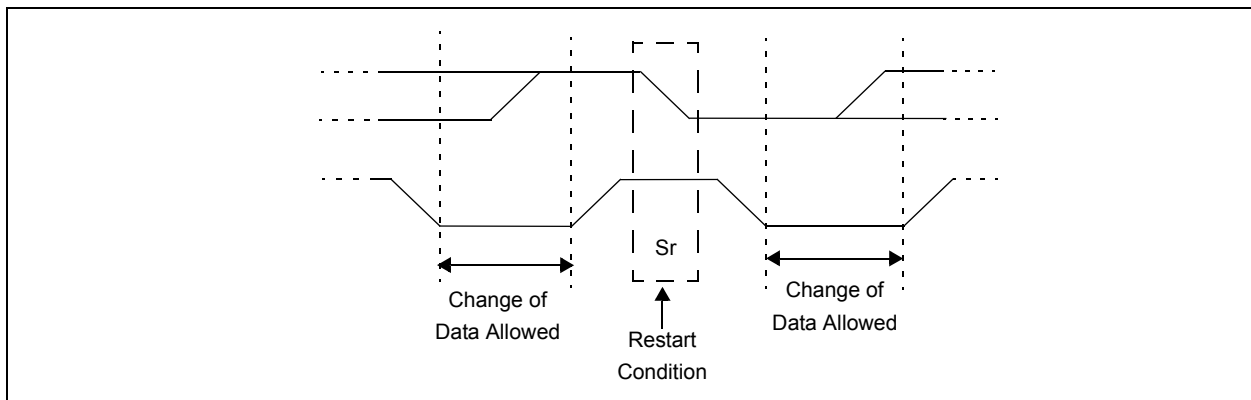 Sr
Change of
Data Allowed
Restart
Condition
Change of
Data Allowed